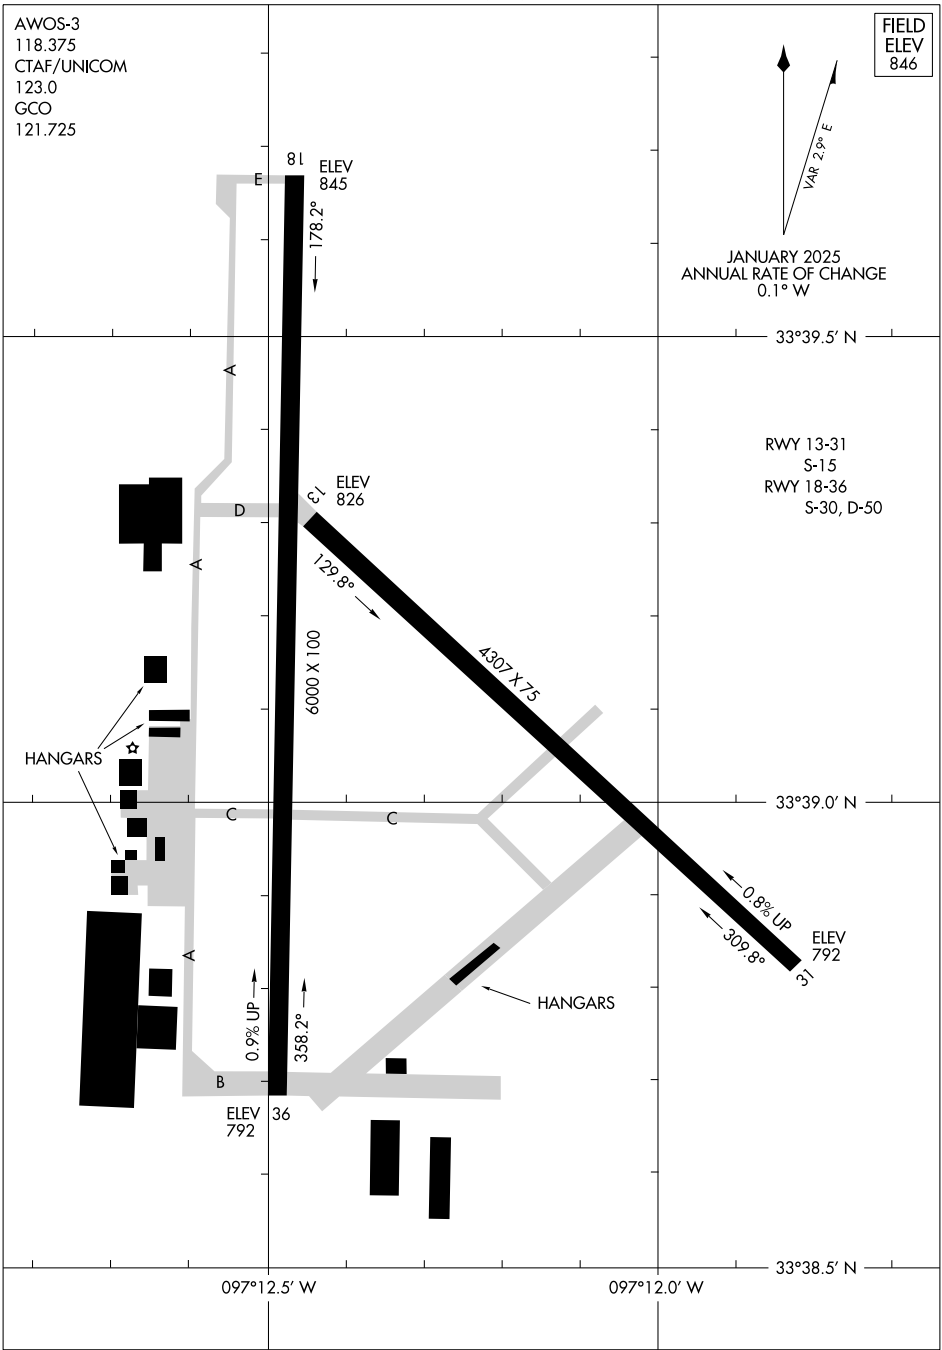 AWOS-3
118.375
CTAF/UNICOM
123.0
GCO
121.725
FIELD
ELEV
846
VAR 2.9° E
JANUARY 2025
ANNUAL RATE OF CHANGE
0.1° W
18
ELEV
845
E
178.2°
33°39.5' N
A
RWY 13-31
S-15
RWY 18-36
S-30, D-50
13
ELEV
826
D
A
129.8°
6000 X 100
4307 X 75
HANGARS
33°39.0' N
C
C
0.8% UP
309.8°
ELEV
792
31
A
HANGARS
0.9% UP
358.2°
B
ELEV
792
36
33°38.5' N
097°12.5' W
097°12.0' W